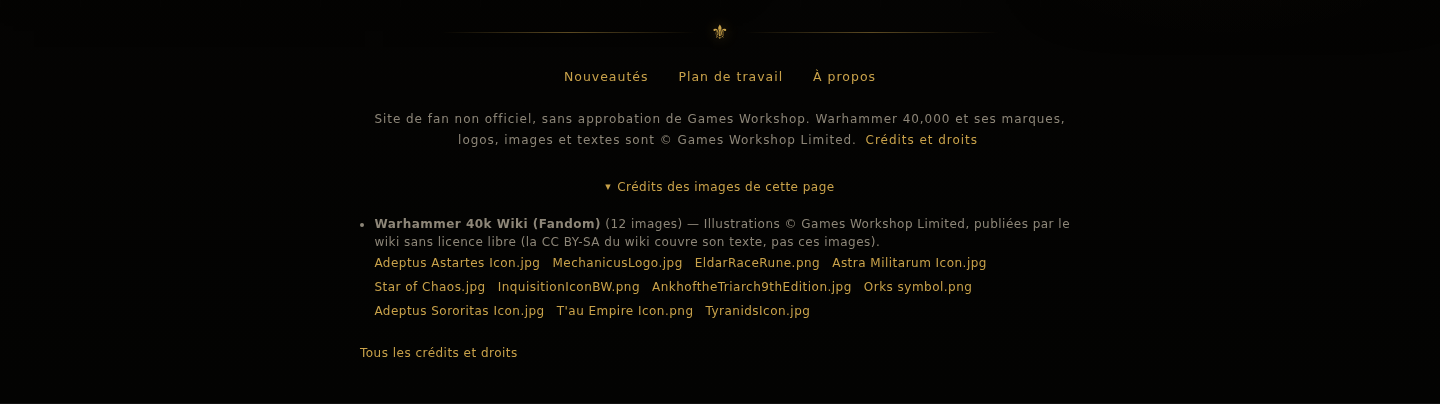 Nouveautés Plan de travail À propos
Site de fan non officiel, sans approbation de Games Workshop. Warhammer 40,000 et ses marques,
logos, images et textes sont © Games Workshop Limited. Crédits et droits
▾ Crédits des images de cette page
• Warhammer 40k Wiki (Fandom) (12 images) — Illustrations © Games Workshop Limited, publiées par le
wiki sans licence libre (la CC BY-SA du wiki couvre son texte, pas ces images).
Adeptus Astartes Icon.jpg MechanicusLogo.jpg EldarRaceRune.png Astra Militarum Icon.jpg
Star of Chaos.jpg InquisitionIconBW.png AnkhoftheTriarch9thEdition.jpg Orks symbol.png
Adeptus Sororitas Icon.jpg T'au Empire Icon.png TyranidsIcon.jpg
Tous les crédits et droits